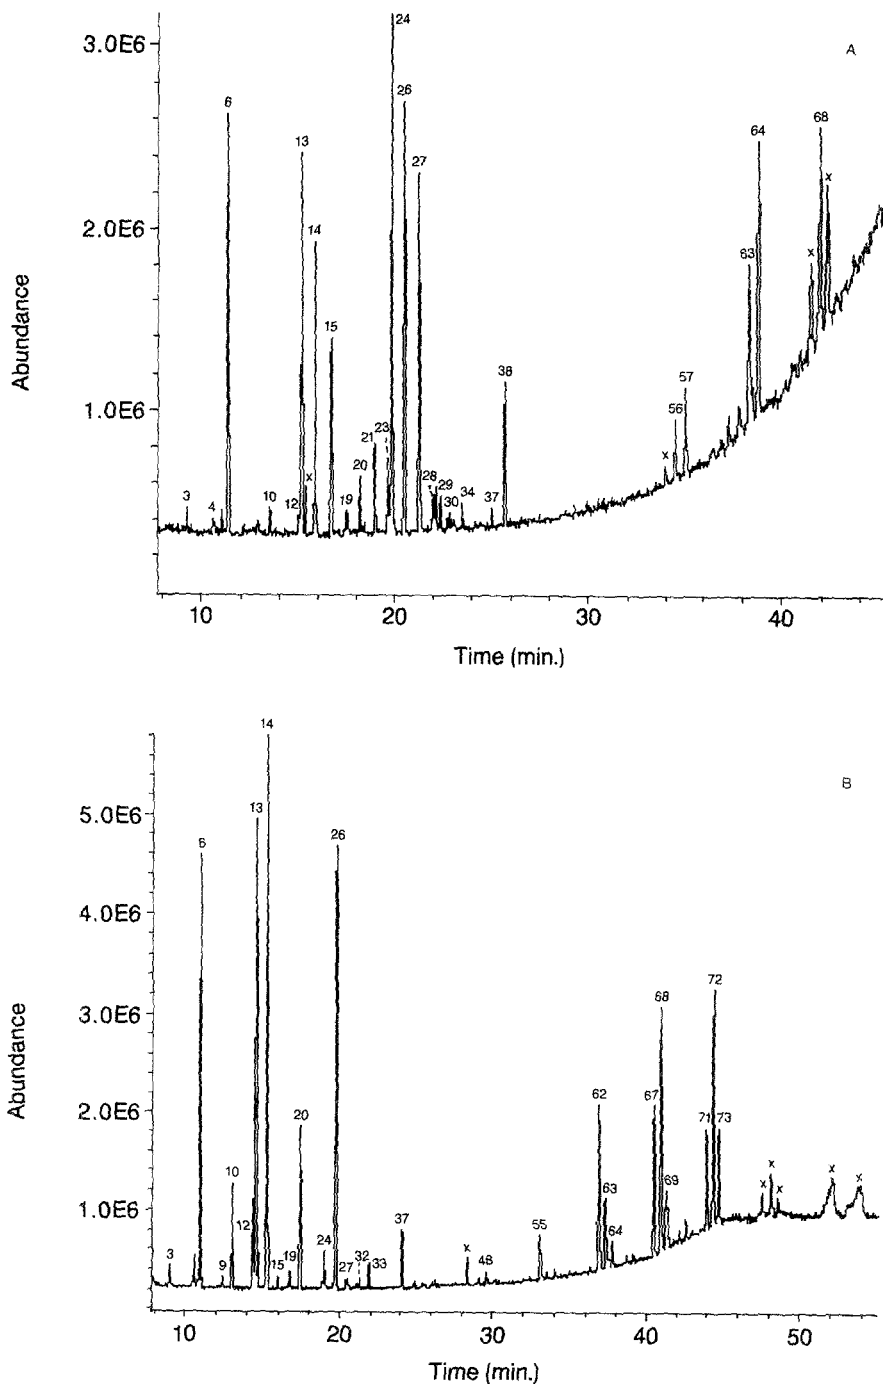 24
3.0E6
A
6
26
13
64
68
27
x
14
2.0E6
x
63
15
38
57
1.0E6
23
21
56
x
20
x
28
29
34
3
4
10
12
19
30
37
Abundance
10
20
30
40
Time (min.)
14
B
5.0E6
13
26
6
4.0E6
72
3.0E6
68
62
67
2.0E6
20
71
73
10
63
69
x
x
x
x
x
1.0E6
12
64
55
37
24
x
3
9
15
19
27
32
33
48
Abundance
10
20
30
40
50
Time (min.)